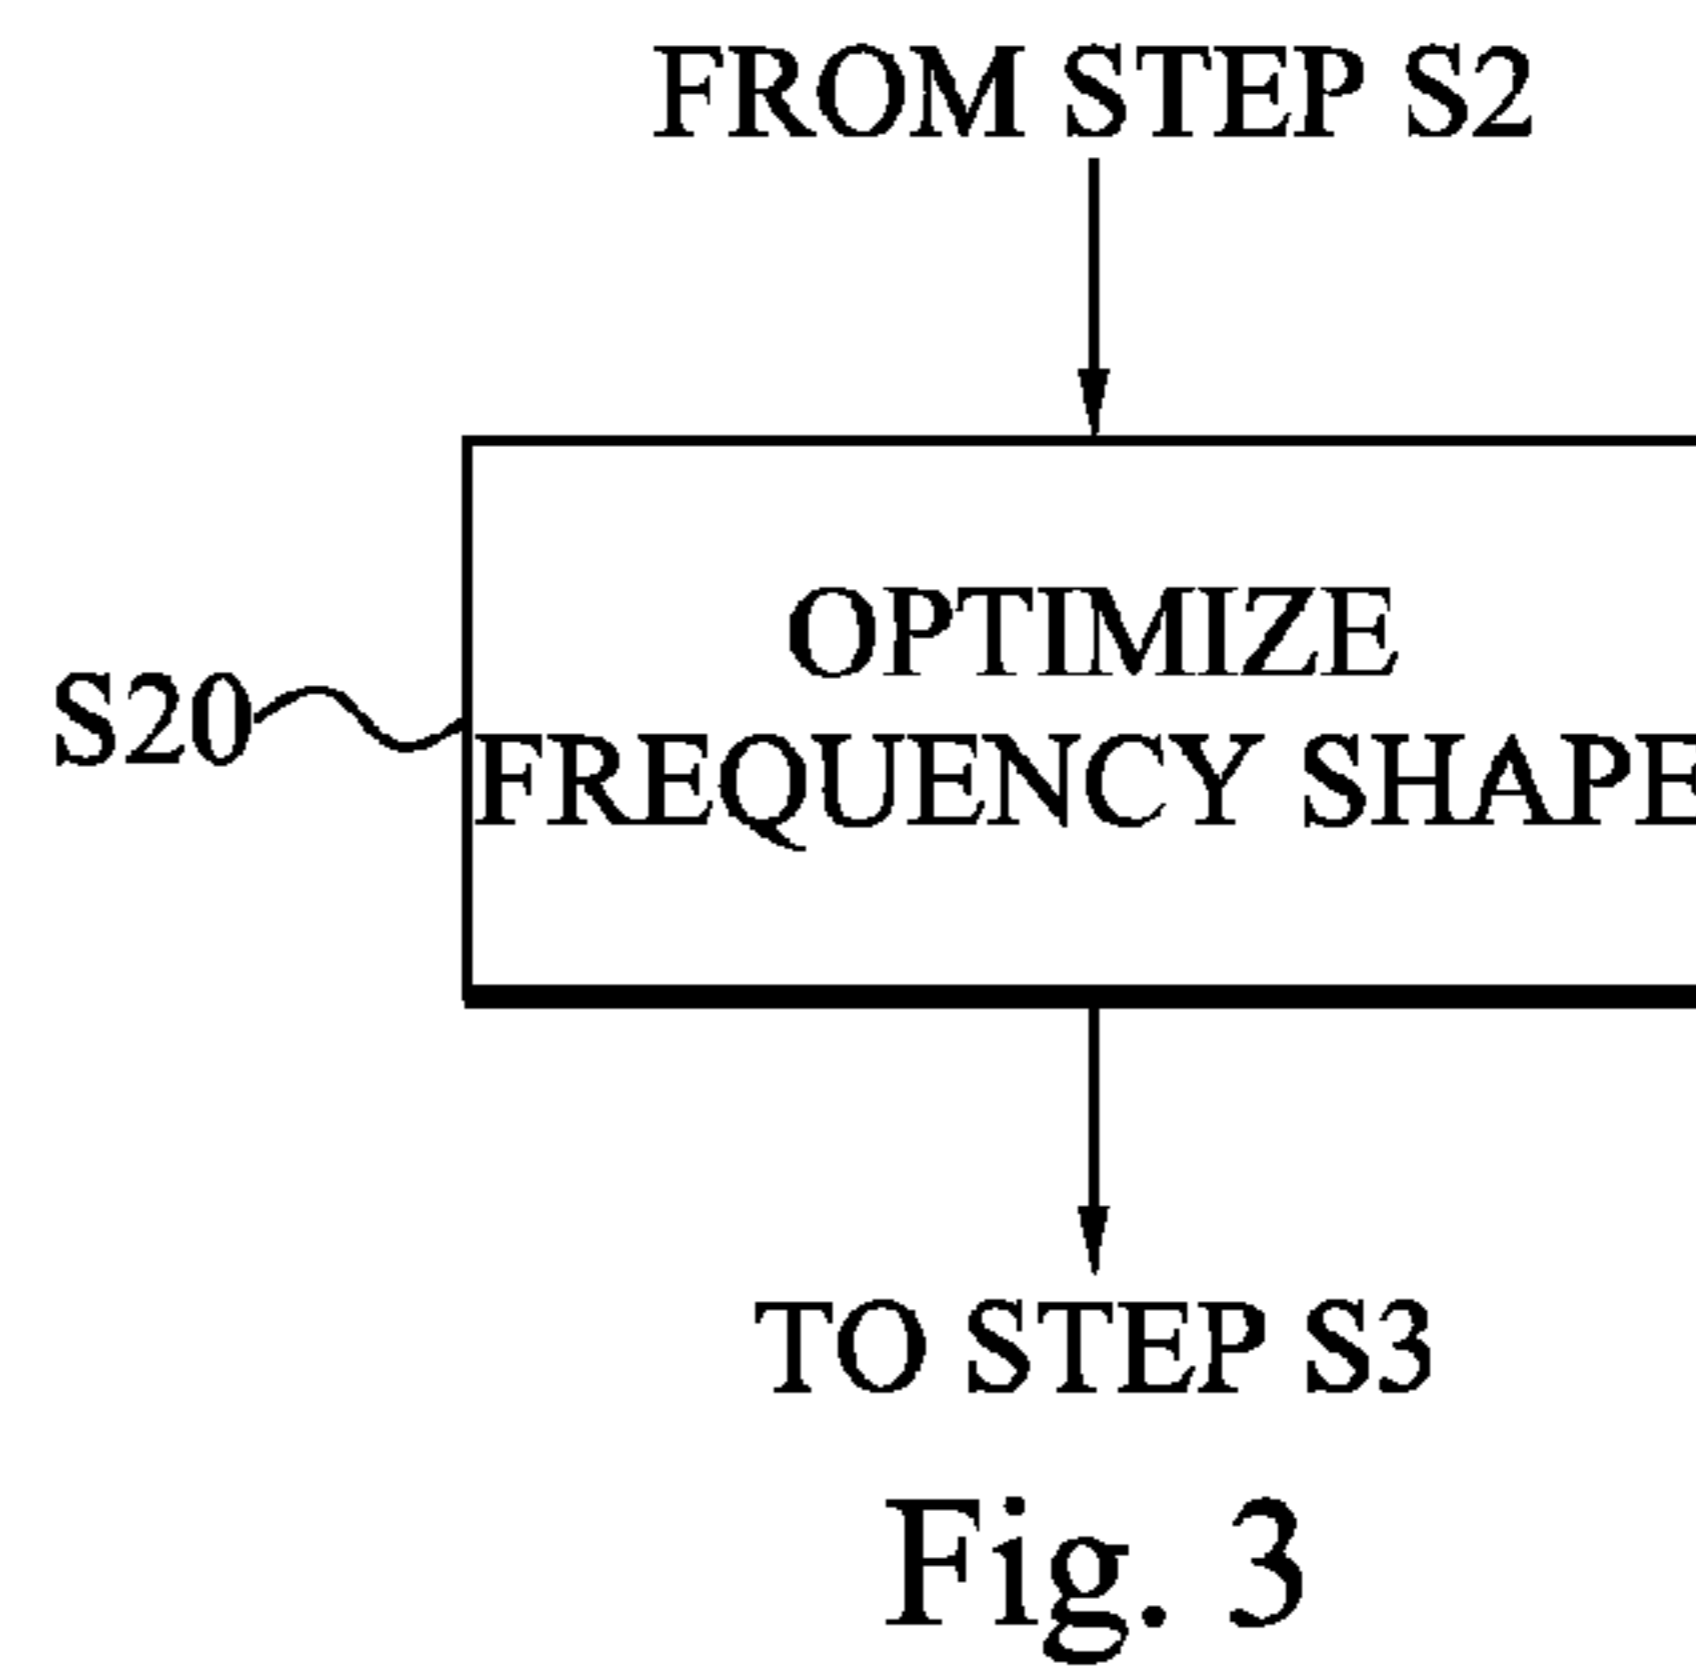 FROM STEP S2
OPTIMIZE
S20
FREQUENCY SHAPE
TO STEP S3
Fig. 3